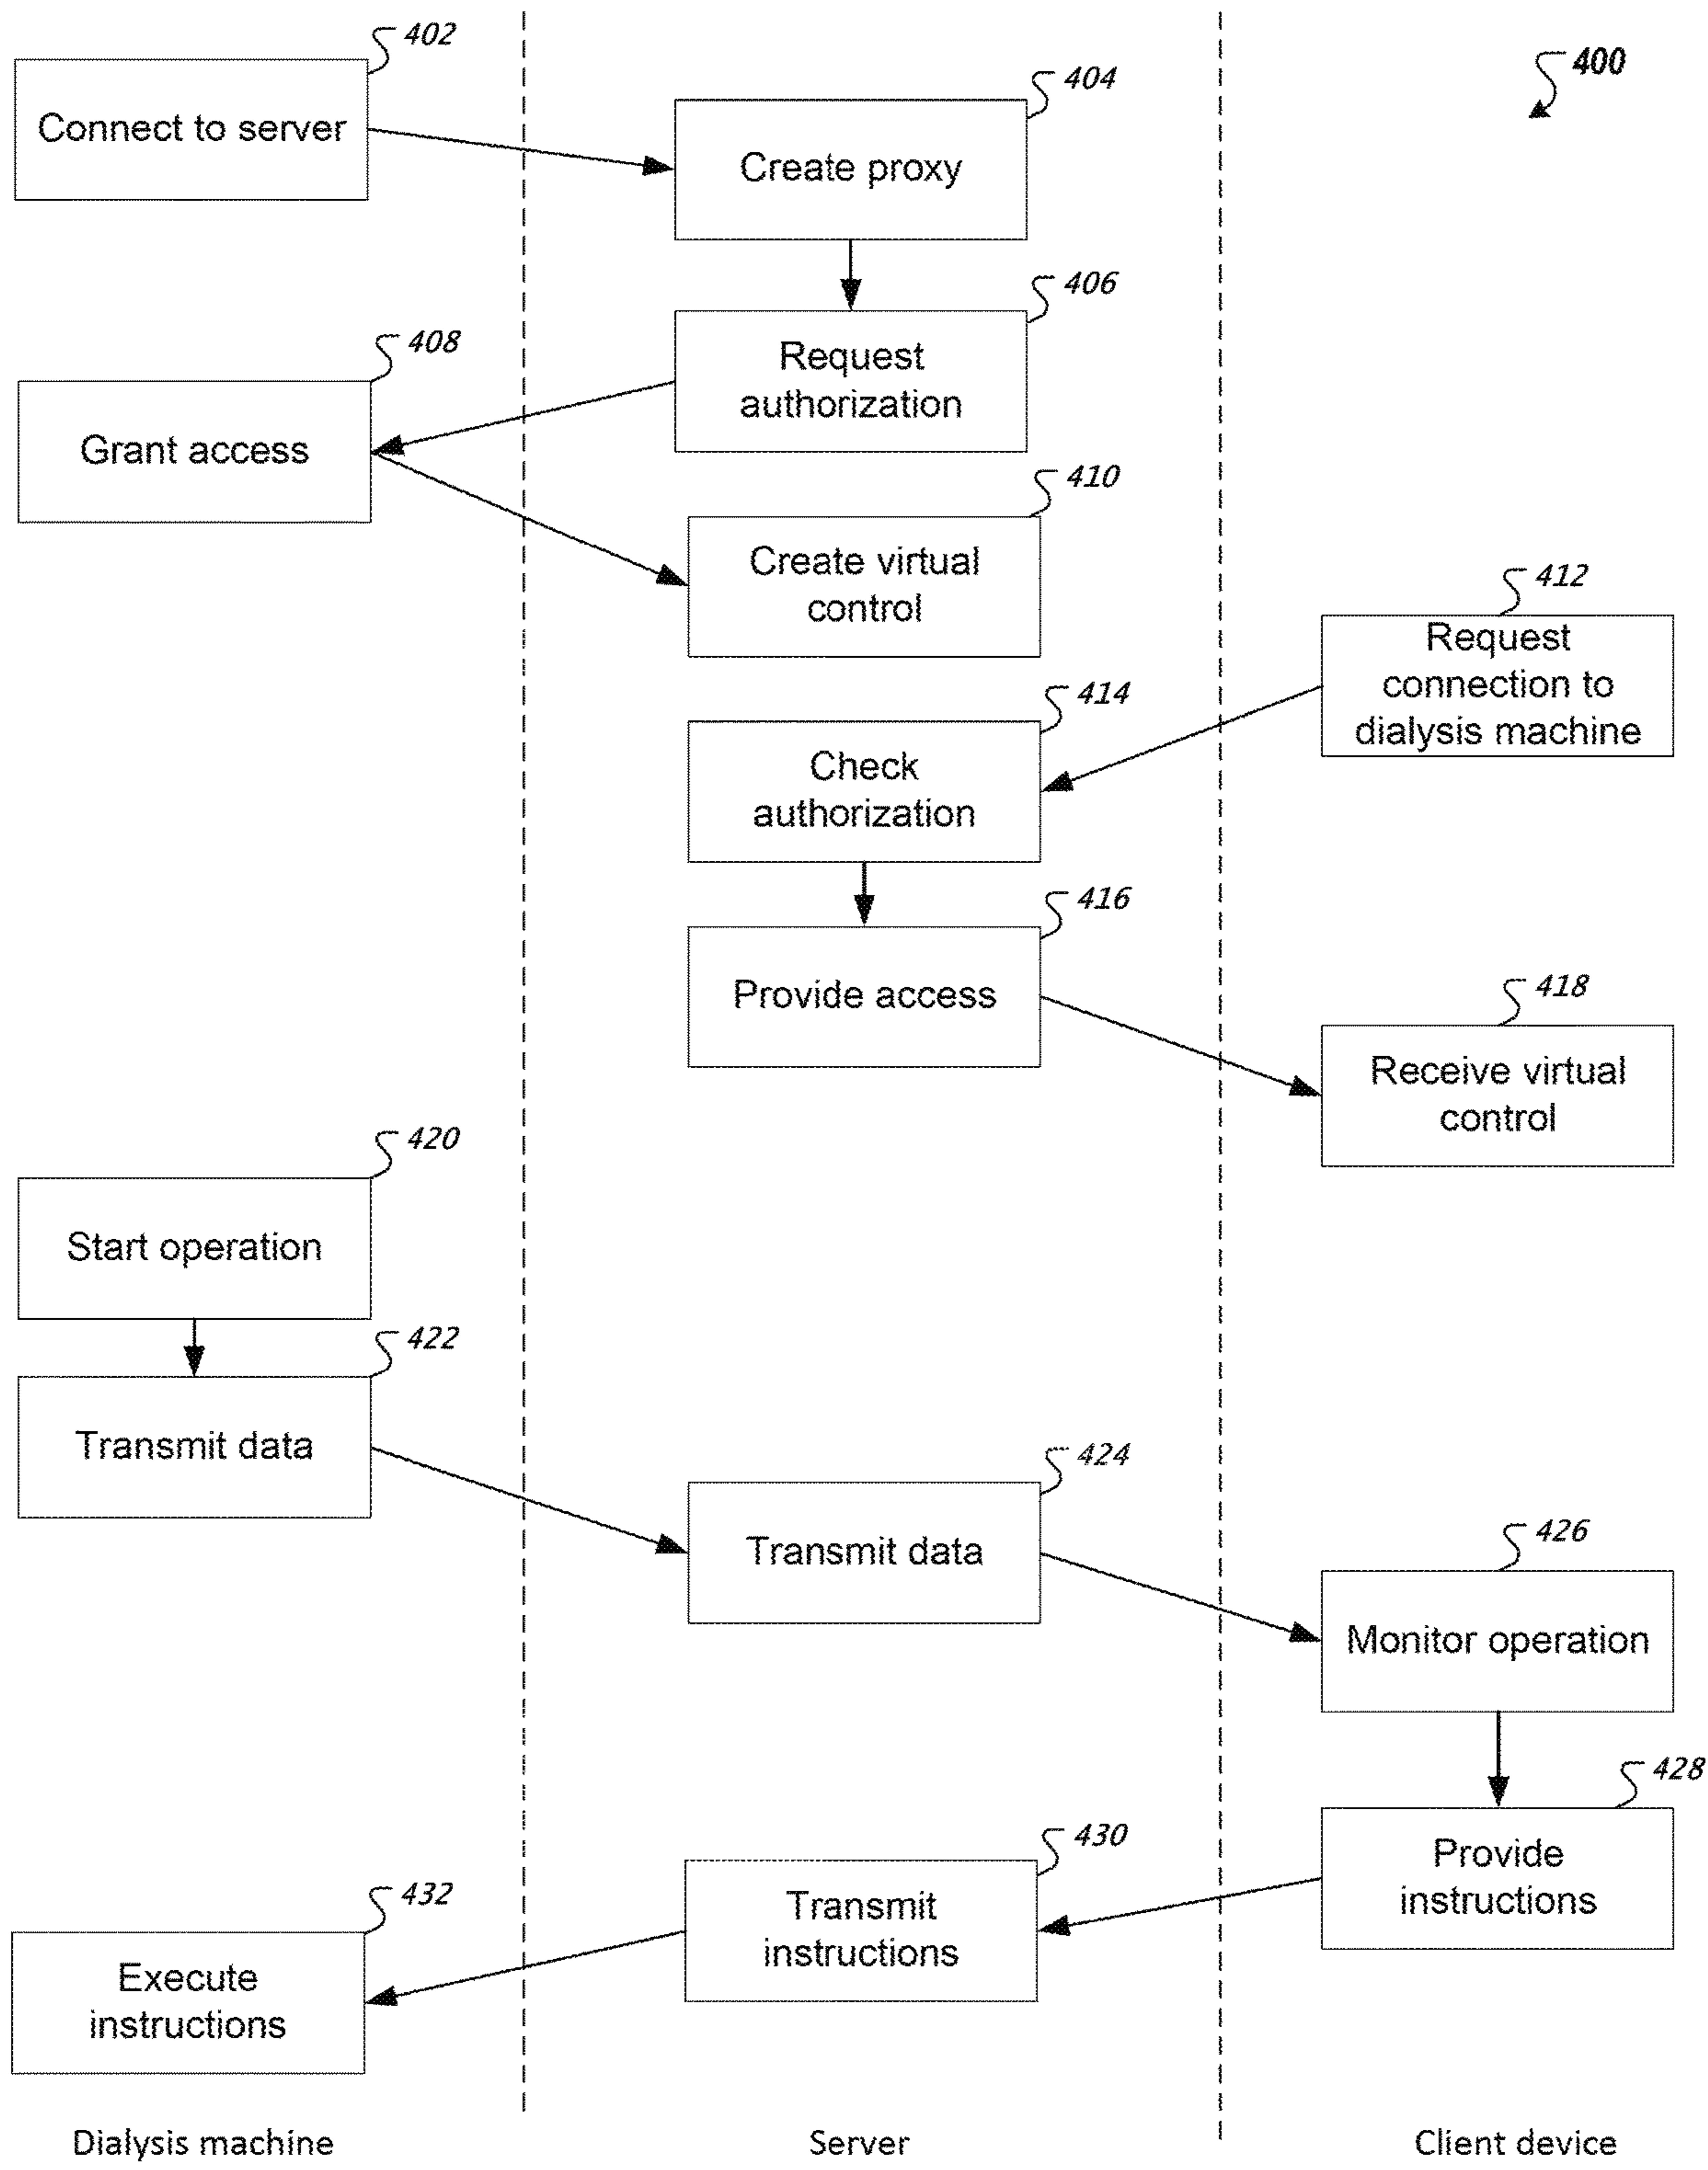 402
400
Connect to server
404
Create proxy
406
Request
authorization
408
Grant access
410
Create virtual
control
412
Request
connection to
dialysis machine
414
Check
authorization
416
Provide access
418
Receive virtual
control
420
Start operation
422
Transmit data
424
Transmit data
426
Monitor operation
428
Provide
instructions
430
Transmit
instructions
432
Execute
instructions
Dialysis machine
Server
Client device